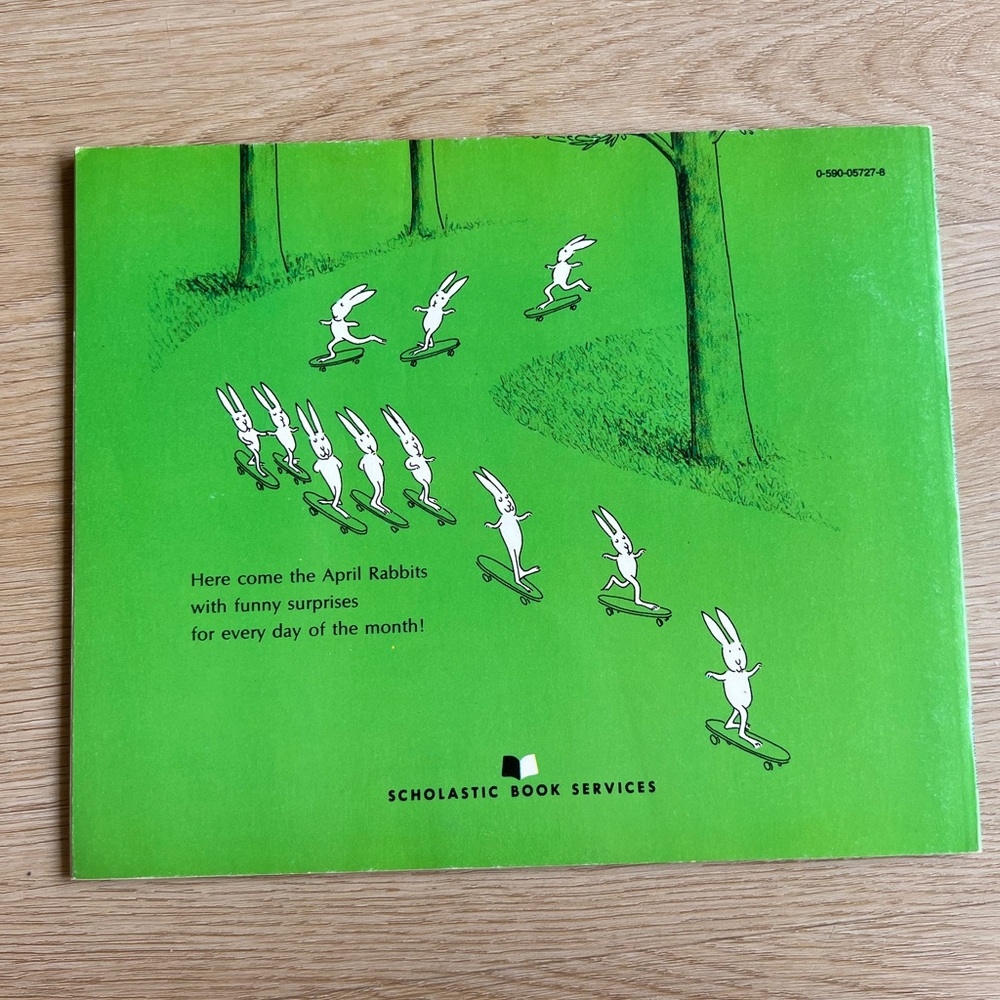 0-590-05727-8
Here come the April Rabbits
with funny surprises
for every day of the month!
SCHOLASTIC BOOK SERVICES